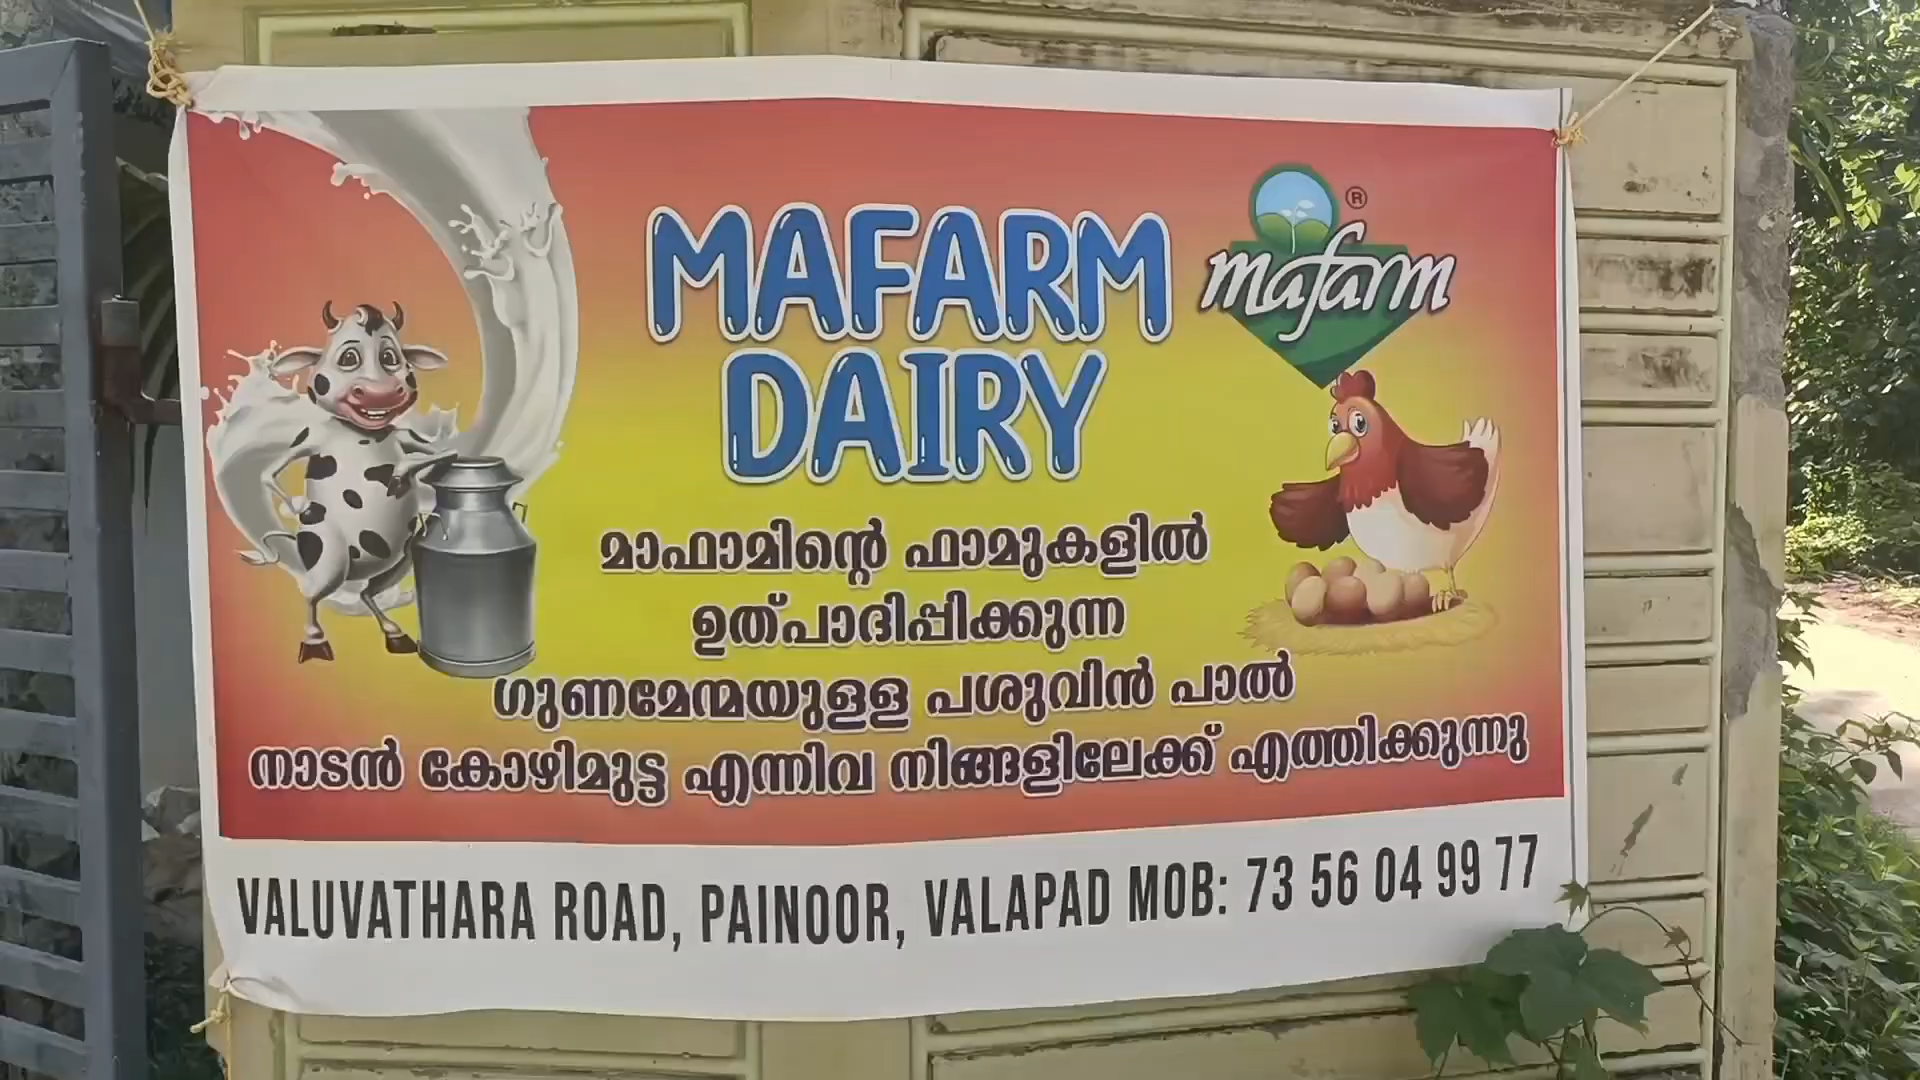 MAFARM
DAIRY
mafarm
®
മാഫാമിന്റെ ഫാമുകളിൽ
ഉത്പാദിപ്പിക്കുന്ന
ഗുണമേന്മയുളള പശുവിൻ പാൽ
നാടൻ കോഴിമുട്ട എന്നിവ നിങ്ങളിലേക്ക് എത്തിക്കുന്നു
VALUVATHARA ROAD, PAINOOR, VALAPAD MOB: 73 56 04 99 77